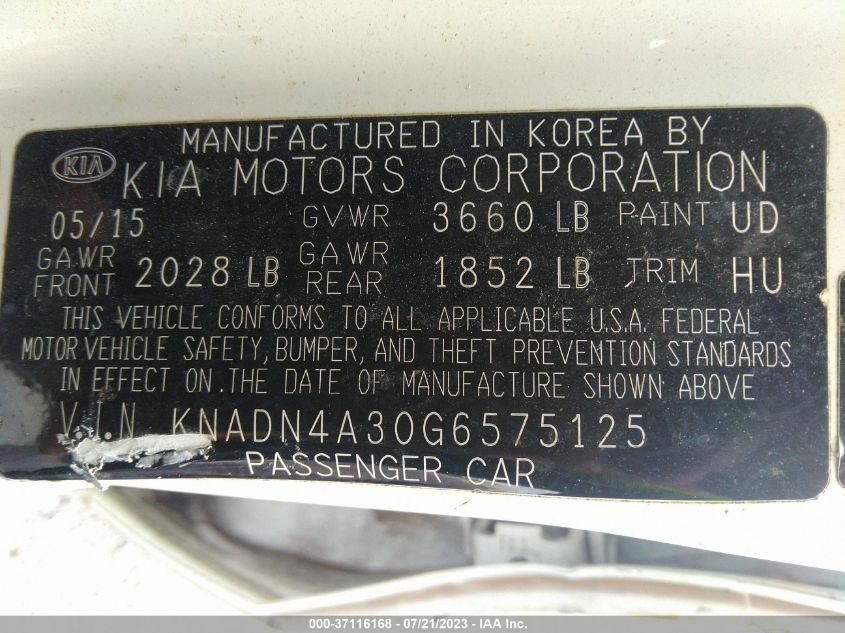 MANUFACTURED IN KOREA BY
KIA KIA MOTORS CORPORATION
05/15 GVWR 3660 LB PAINT UD
GAWR FRONT 2028 LB GAWR REAR 1852 LB TRIM HU
THIS VEHICLE CONFORMS TO ALL APPLICABLE U.S.A. FEDERAL
MOTOR VEHICLE SAFETY, BUMPER, AND THEFT PREVENTION STANDARDS
IN EFFECT ON THE DATE OF MANUFACTURE SHOWN ABOVE
V.I.N KNADN4A30G6575125
PASSENGER CAR
000-37116168 - 07/21/2023 - IAA Inc.